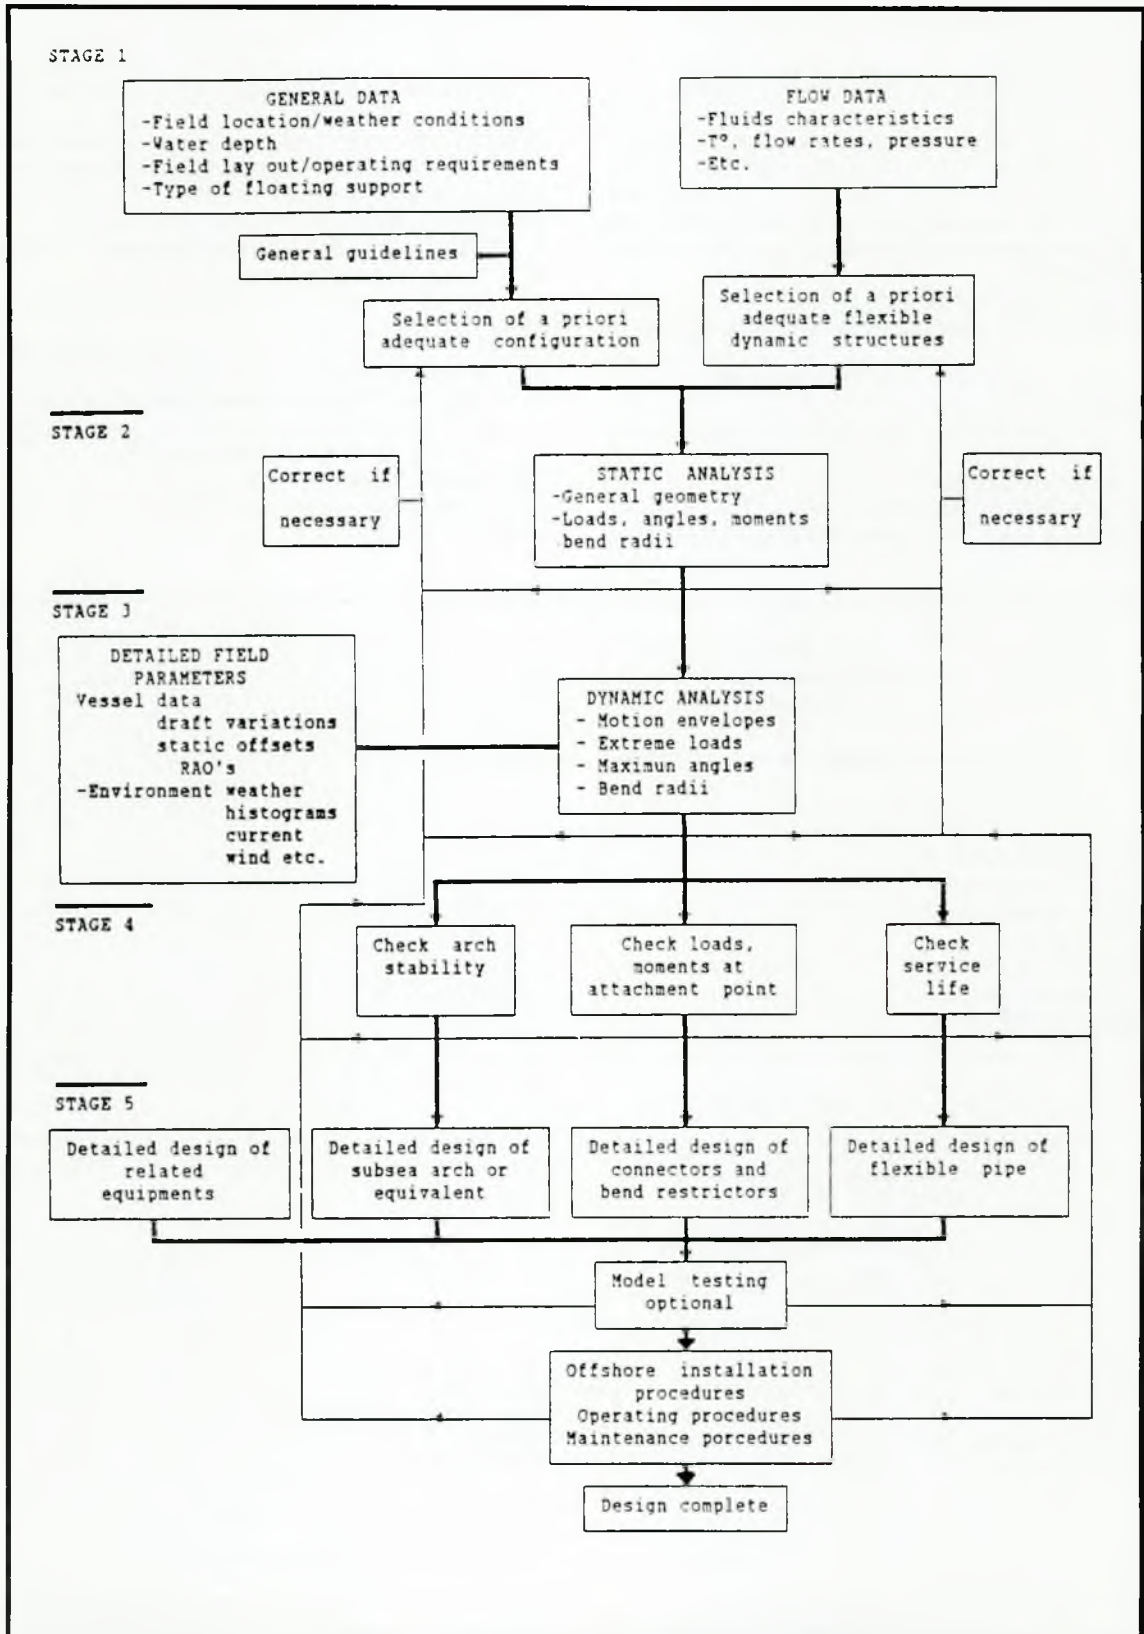 STAGE 1
GENERAL DATA
-Field location/weather conditions
-Water depth
-Field lay out/operating requirements
-Type of floating support
FLOW DATA
-Fluids characteristics
-T°, flow rates, pressure
-Etc.
General guidelines
Selection of a priori
adequate configuration
Selection of a priori
adequate flexible
dynamic structures
STAGE 2
Correct if
necessary
STATIC ANALYSIS
-General geometry
-Loads, angles, moments
bend radii
Correct if
necessary
STAGE 3
DETAILED FIELD
PARAMETERS
Vessel data
draft variations
static offsets
RAO's
-Environment weather
histograms
current
wind etc.
DYNAMIC ANALYSIS
- Motion envelopes
- Extreme loads
- Maximun angles
- Bend radii
STAGE 4
Check arch
stability
Check loads,
moments at
attachment point
Check
service
life
STAGE 5
Detailed design of
related
equipments
Detailed design of
subsea arch or
equivalent
Detailed design of
connectors and
bend restrictors
Detailed design of
flexible pipe
Model testing
optional
Offshore installation
procedures
Operating procedures
Maintenance porcedures
Design complete